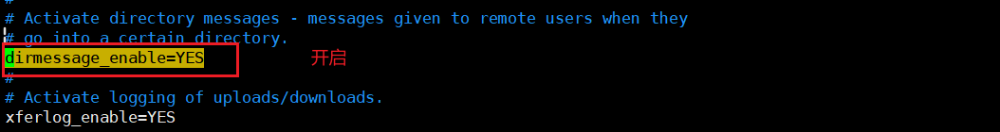 #
# Activate directory messages - messages given to remote users when they
# go into a certain directory.
dirmessage_enable=YES 开启
#
# Activate logging of uploads/downloads.
xferlog_enable=YES